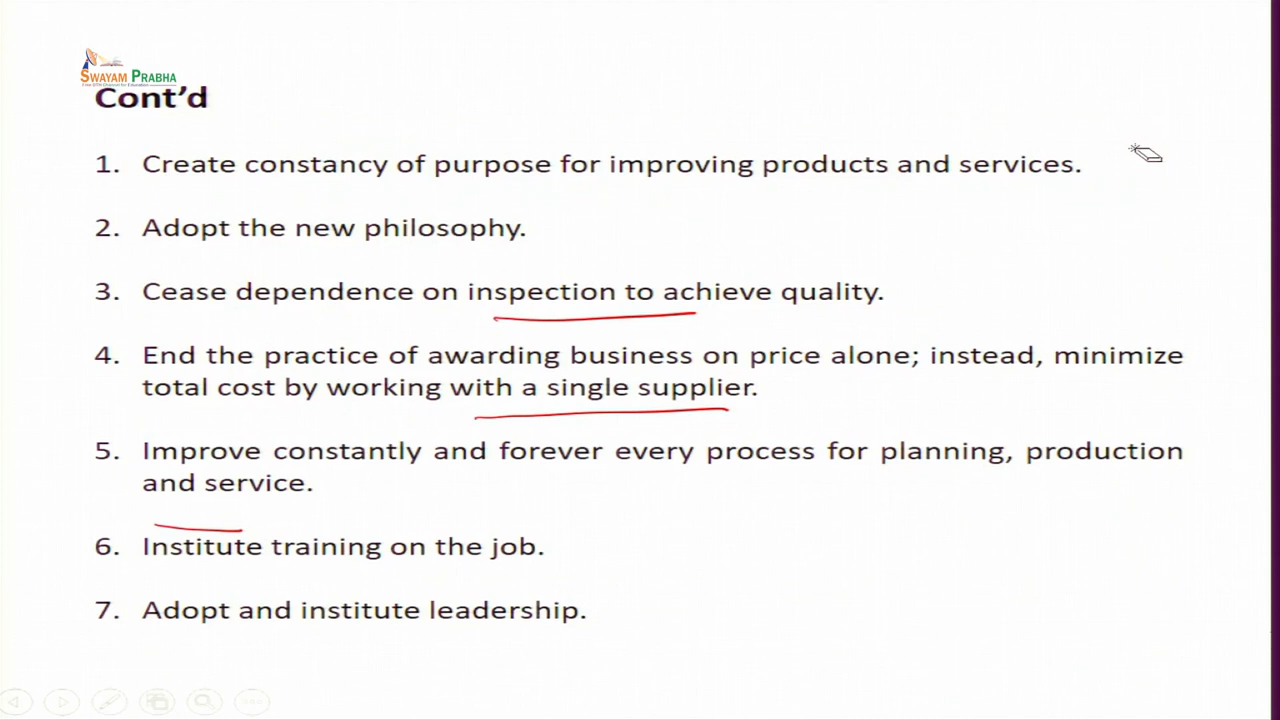 SWAYAM PRABHA
Cont'd
1. Create constancy of purpose for improving products and services.
2. Adopt the new philosophy.
3. Cease dependence on inspection to achieve quality.
4. End the practice of awarding business on price alone; instead, minimize
total cost by working with a single supplier.
5. Improve constantly and forever every process for planning, production
and service.
6. Institute training on the job.
7. Adopt and institute leadership.